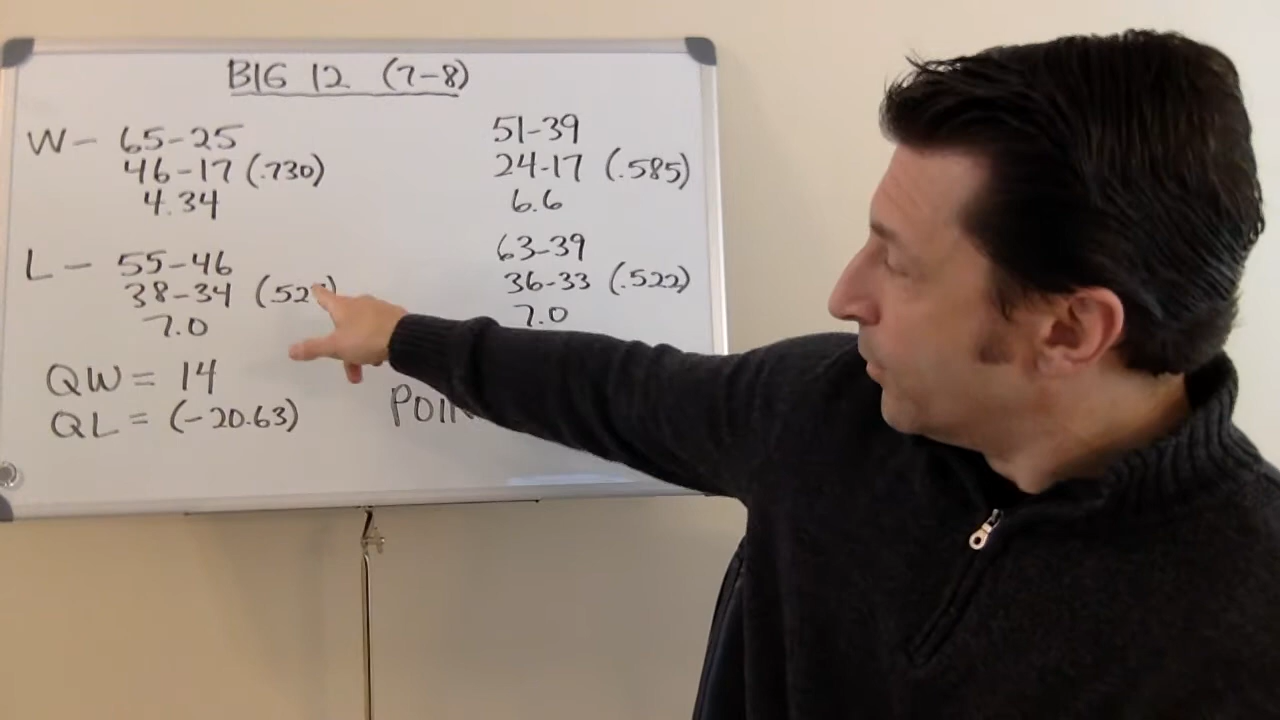 BIG 12 (7-8)
W - 65-25
46-17 (.730)
4.34
51-39
24-17 (.585)
6.6
L - 55-46
38-34
7.0
63-39
36-33 (.522)
7.0
QW = 14
QL = (-20.63)